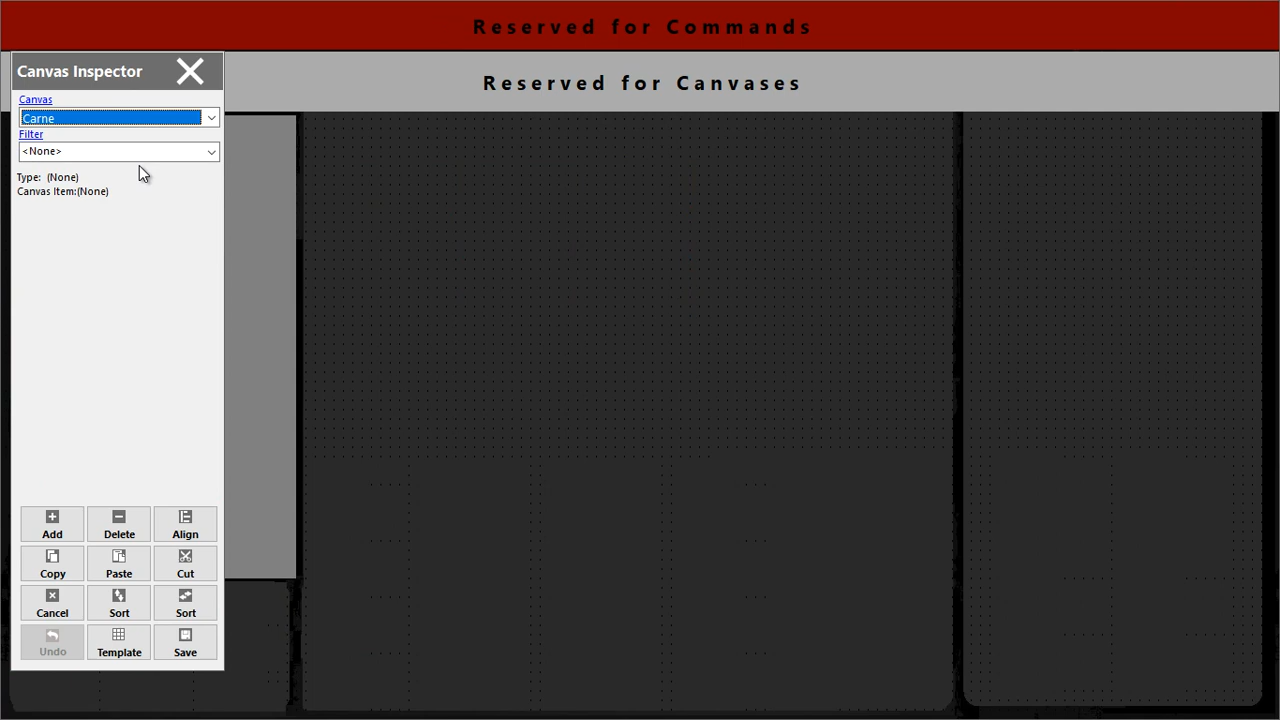 Reserved for Commands
Reserved for Canvases
Canvas Inspector
Canvas
Carne
Filter
<None>
Type: (None)
Canvas Item:(None)
Add Delete Align
Copy Paste Cut
Cancel Sort Sort
Undo Template Save